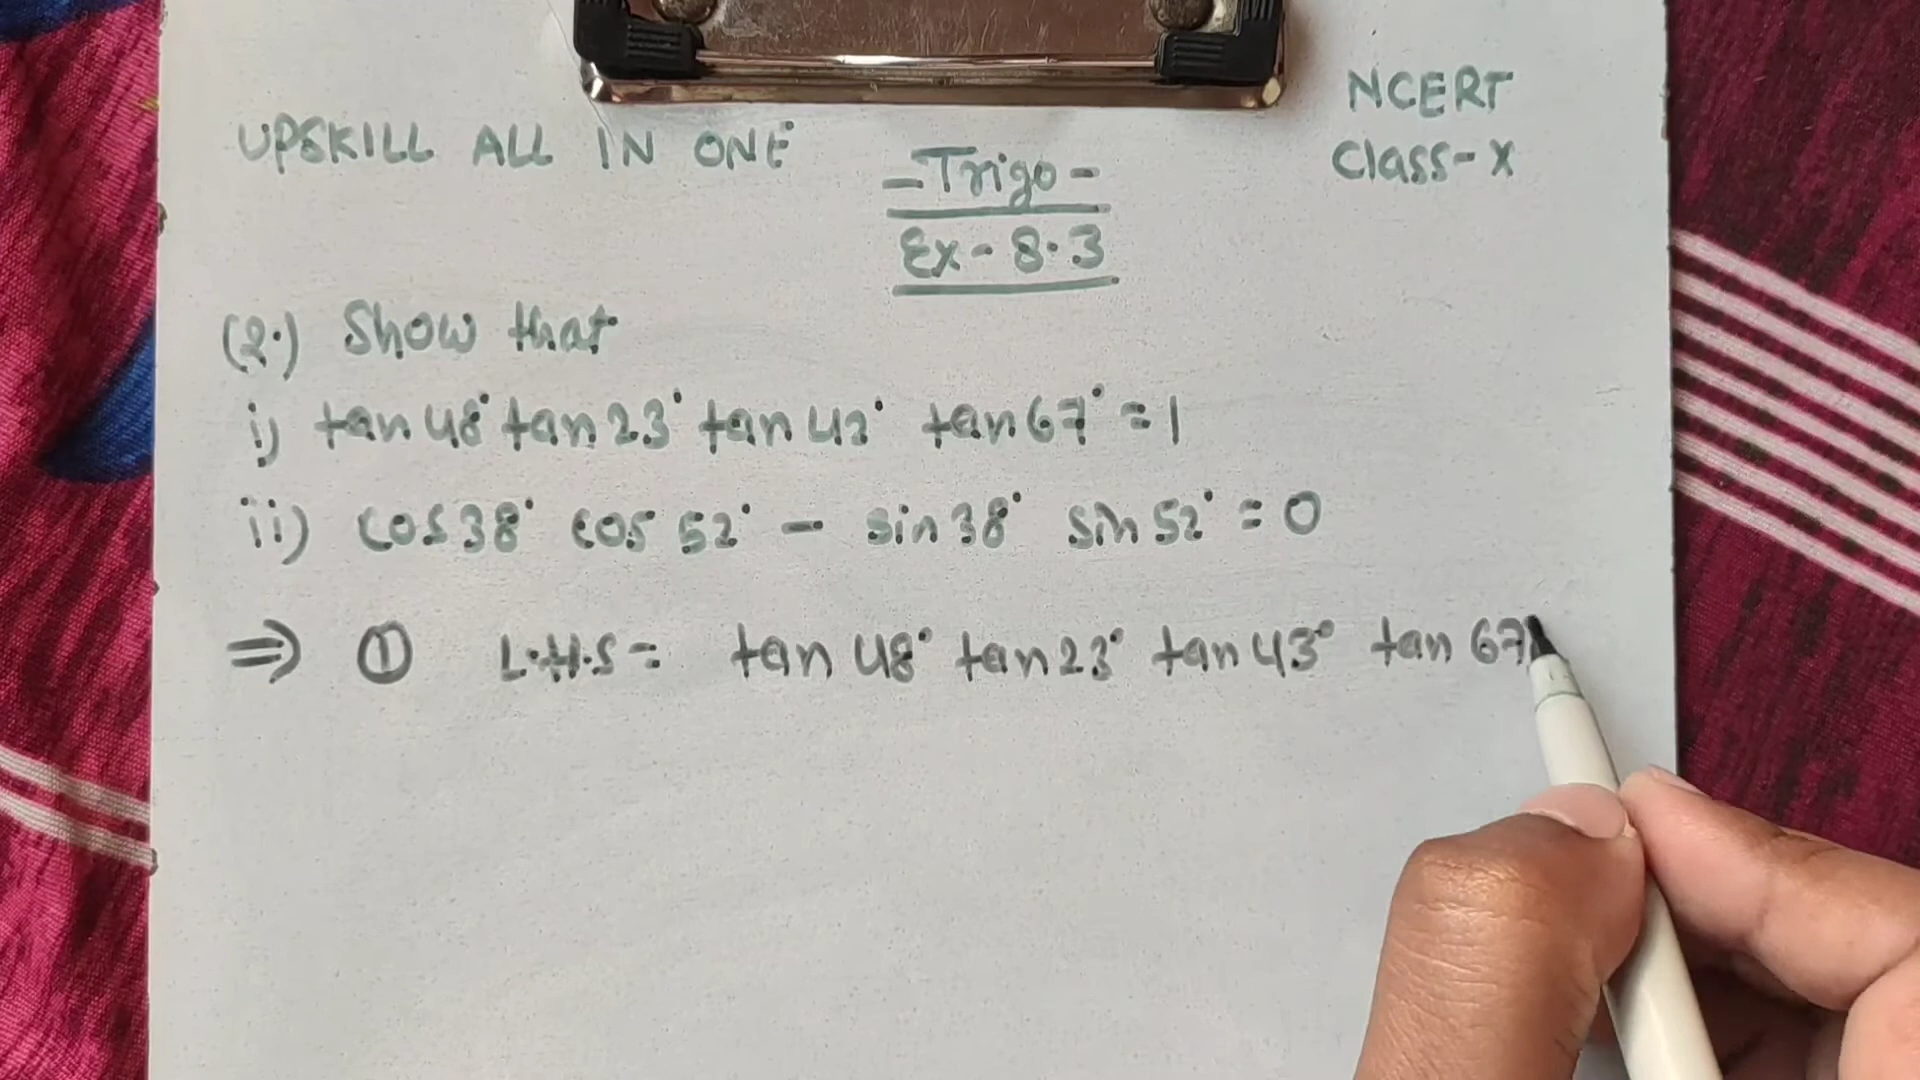 UPSKILL ALL IN ONE
NCERT
Class-X
-Trigo-
Ex-8.3
(2.) Show that
i) tan 48° tan 23° tan 42° tan 67° = 1
ii) cos 38° cos 52° - sin 38° sin 52° = 0
⇒ ① L.H.S = tan 48° tan 23° tan 43° tan 67